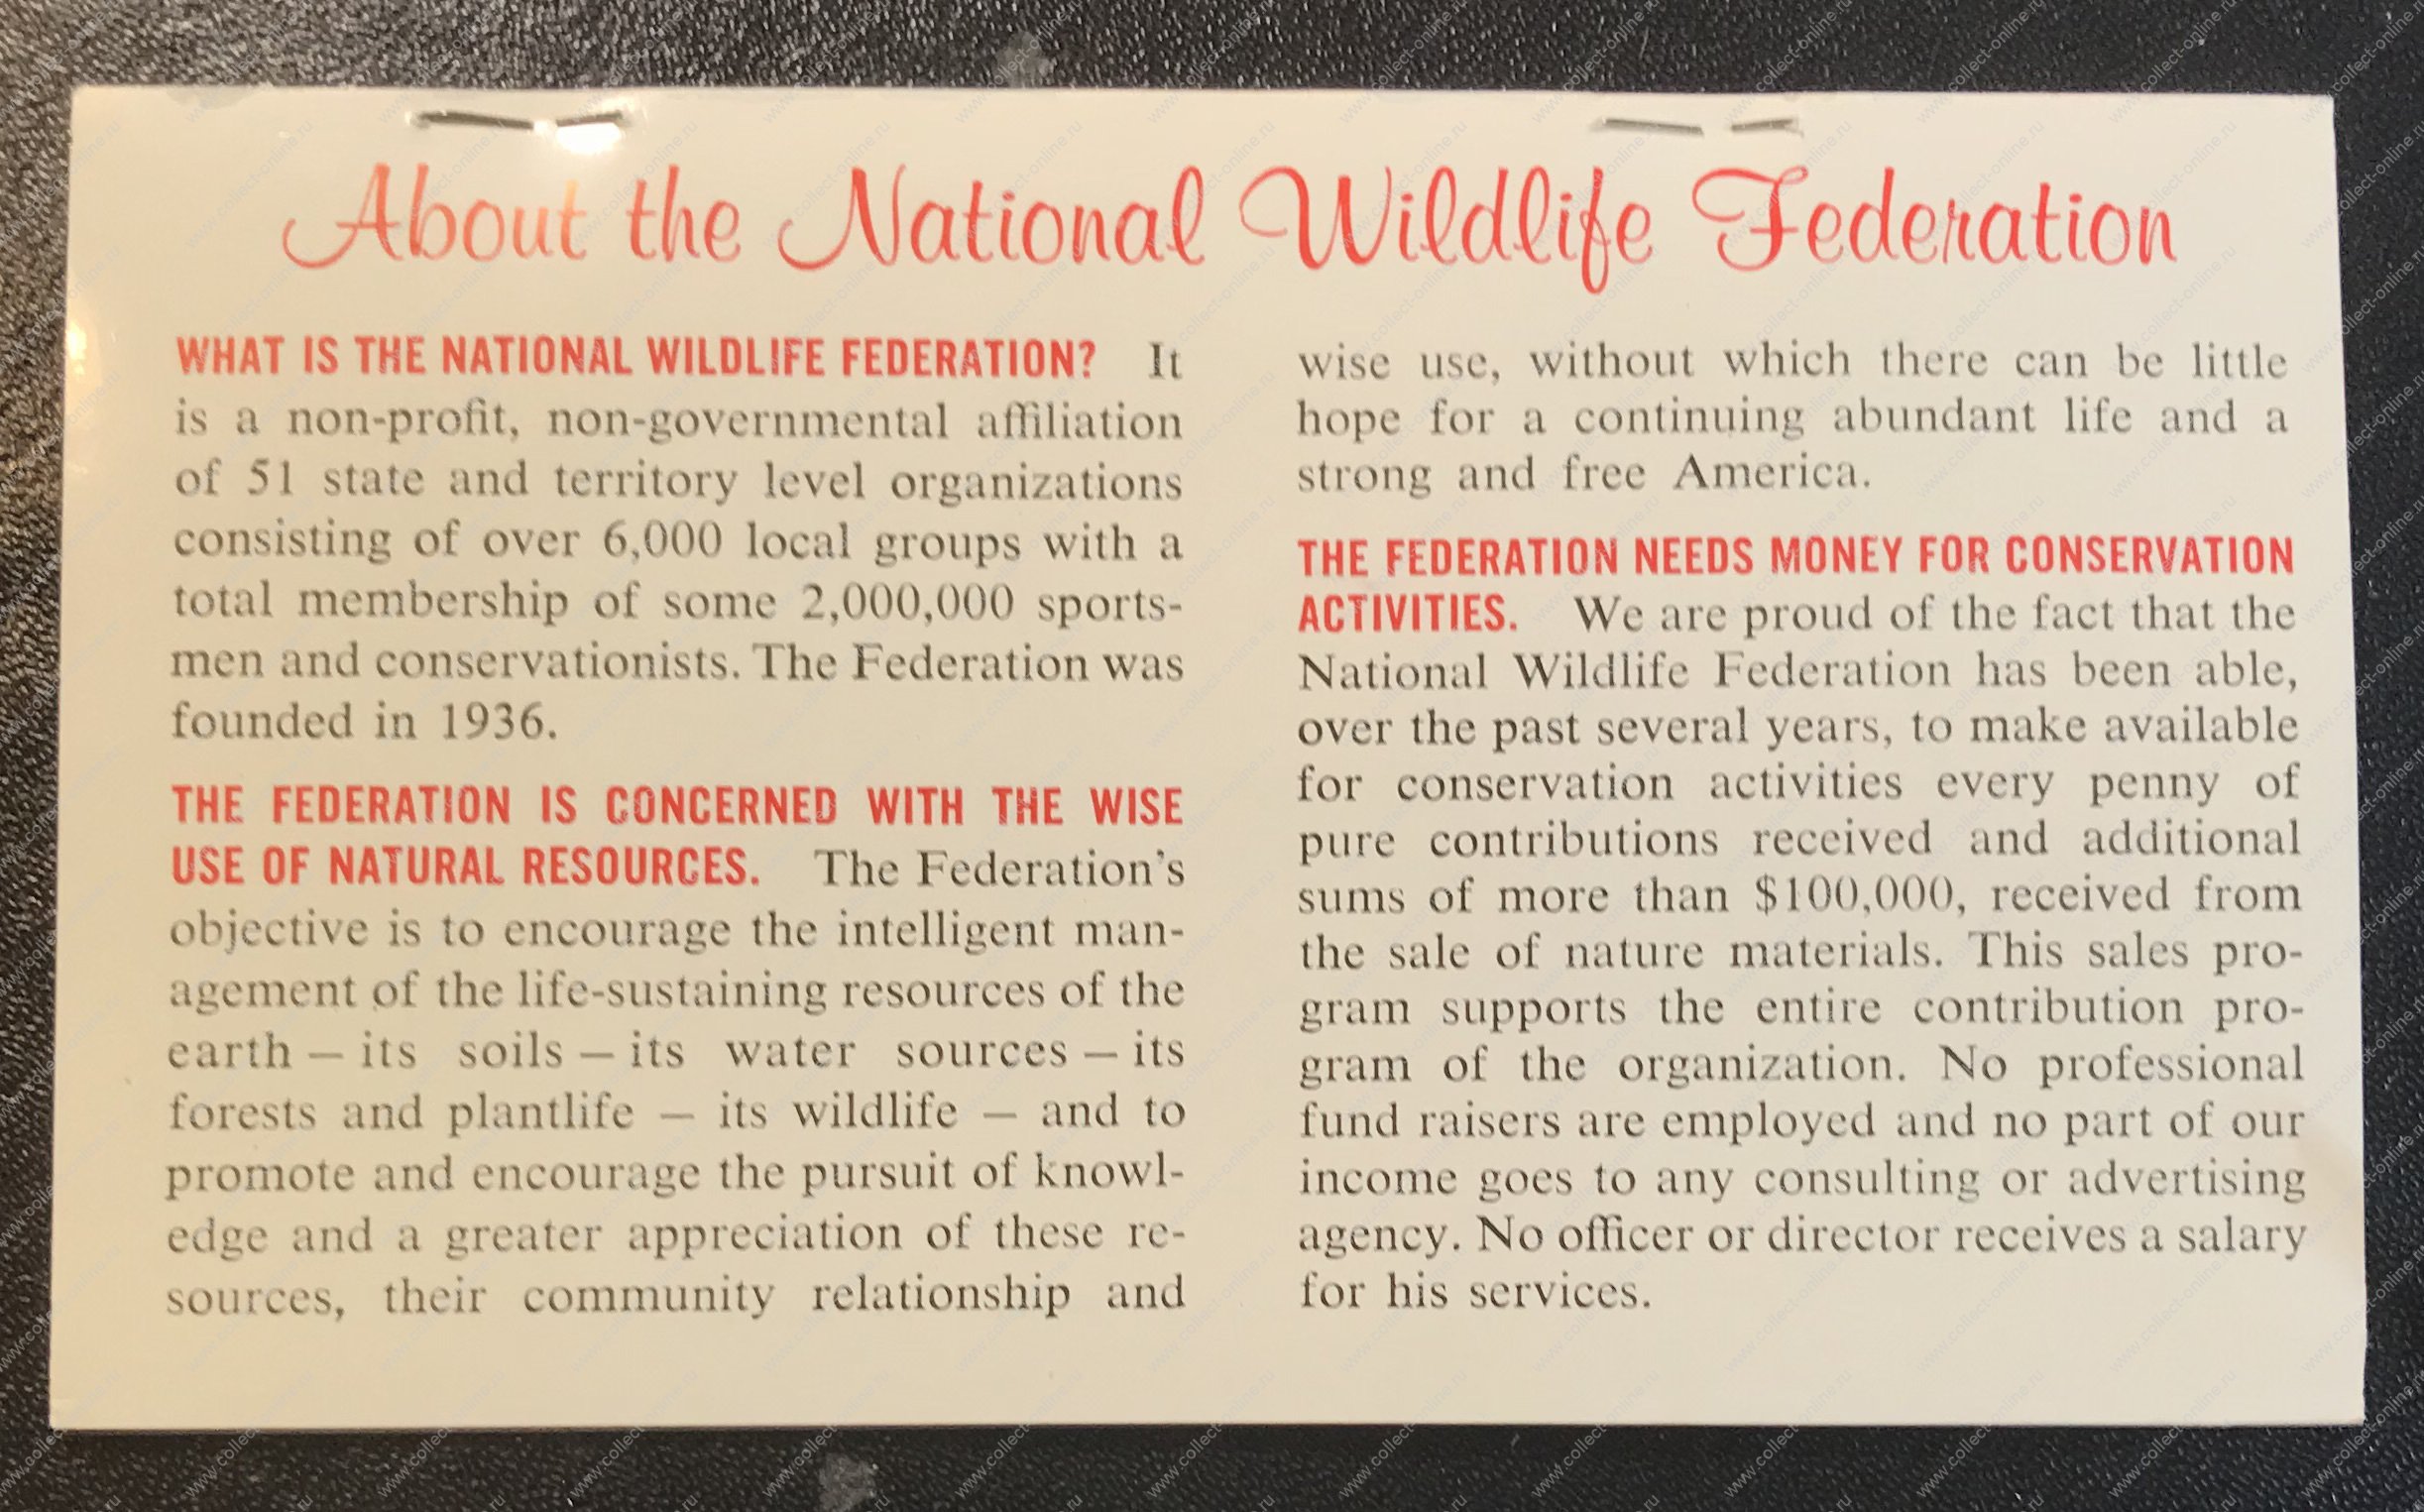 About the National Wildlife Federation
WHAT IS THE NATIONAL WILDLIFE FEDERATION? It
is a non-profit, non-governmental affiliation
of 51 state and territory level organizations
consisting of over 6,000 local groups with a
total membership of some 2,000,000 sports-
men and conservationists. The Federation was
founded in 1936.
THE FEDERATION IS CONCERNED WITH THE WISE
USE OF NATURAL RESOURCES. The Federation's
objective is to encourage the intelligent man-
agement of the life-sustaining resources of the
earth — its soils — its water sources — its
forests and plantlife — its wildlife — and to
promote and encourage the pursuit of knowl-
edge and a greater appreciation of these re-
sources, their community relationship and
wise use, without which there can be little
hope for a continuing abundant life and a
strong and free America.
THE FEDERATION NEEDS MONEY FOR CONSERVATION
ACTIVITIES. We are proud of the fact that the
National Wildlife Federation has been able,
over the past several years, to make available
for conservation activities every penny of
pure contributions received and additional
sums of more than $100,000, received from
the sale of nature materials. This sales pro-
gram supports the entire contribution pro-
gram of the organization. No professional
fund raisers are employed and no part of our
income goes to any consulting or advertising
agency. No officer or director receives a salary
for his services.
www.collect-online.ru